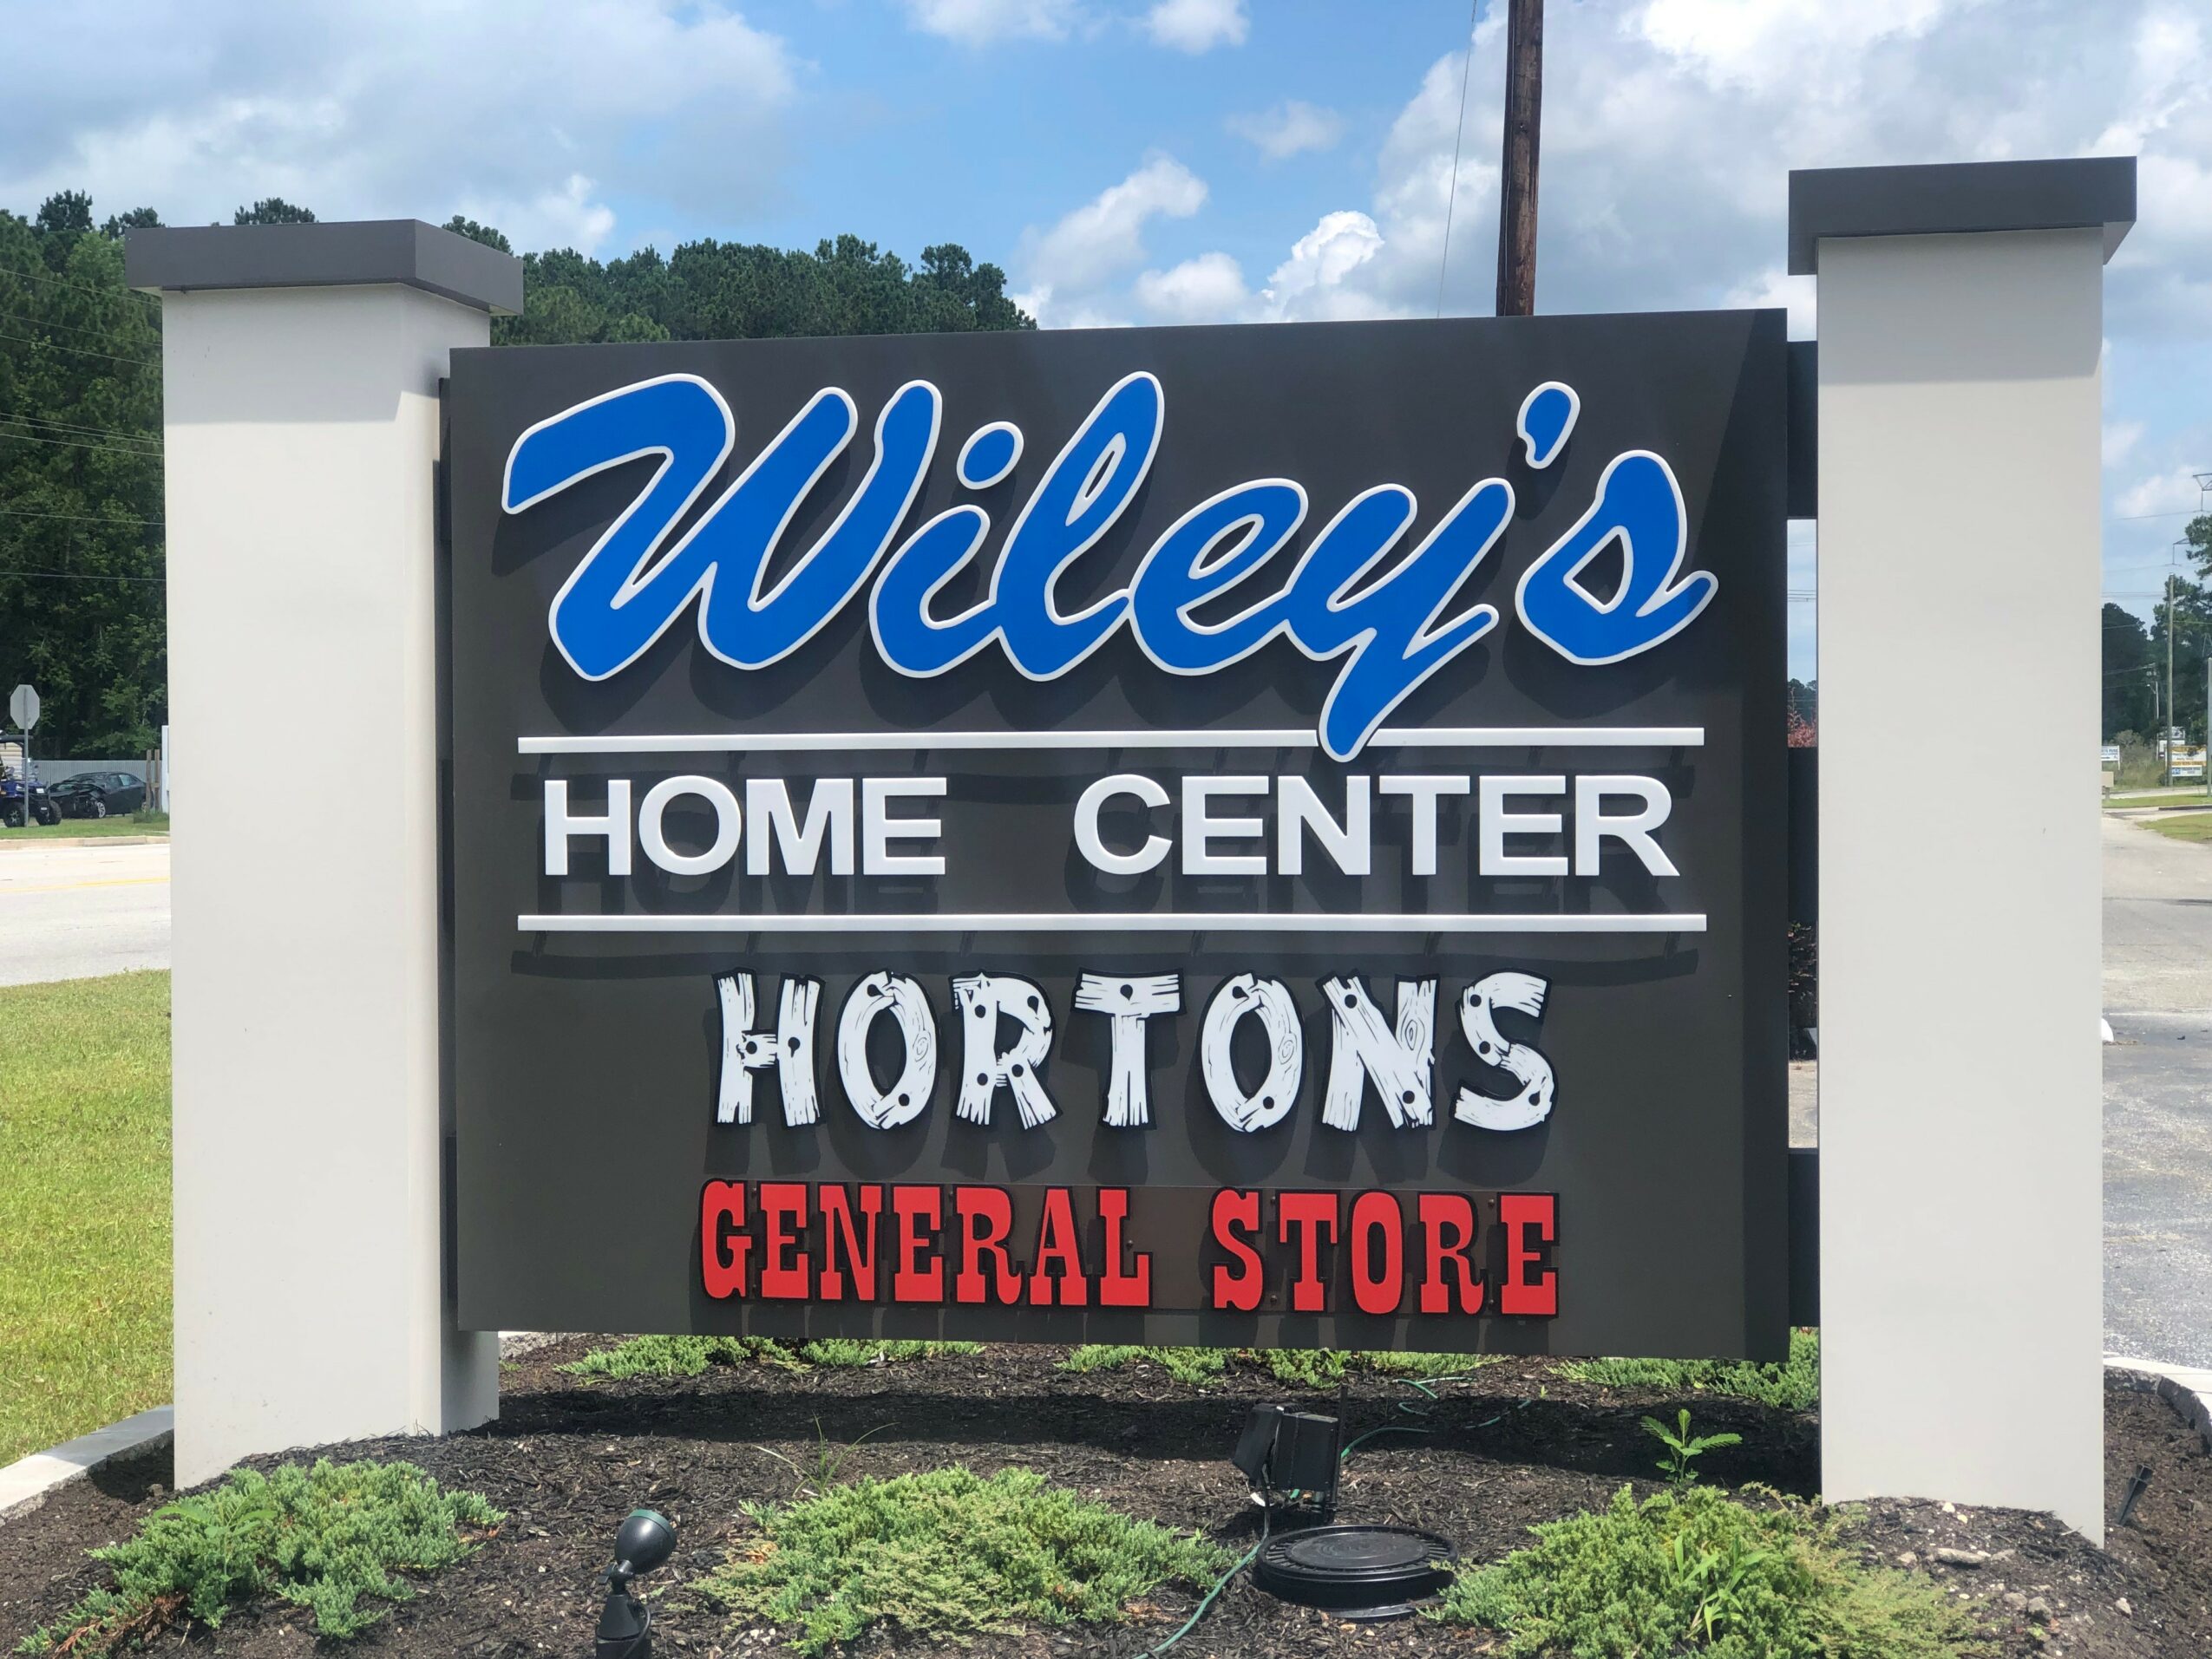 Wiley's
HOME CENTER
HORTONS
GENERAL STORE